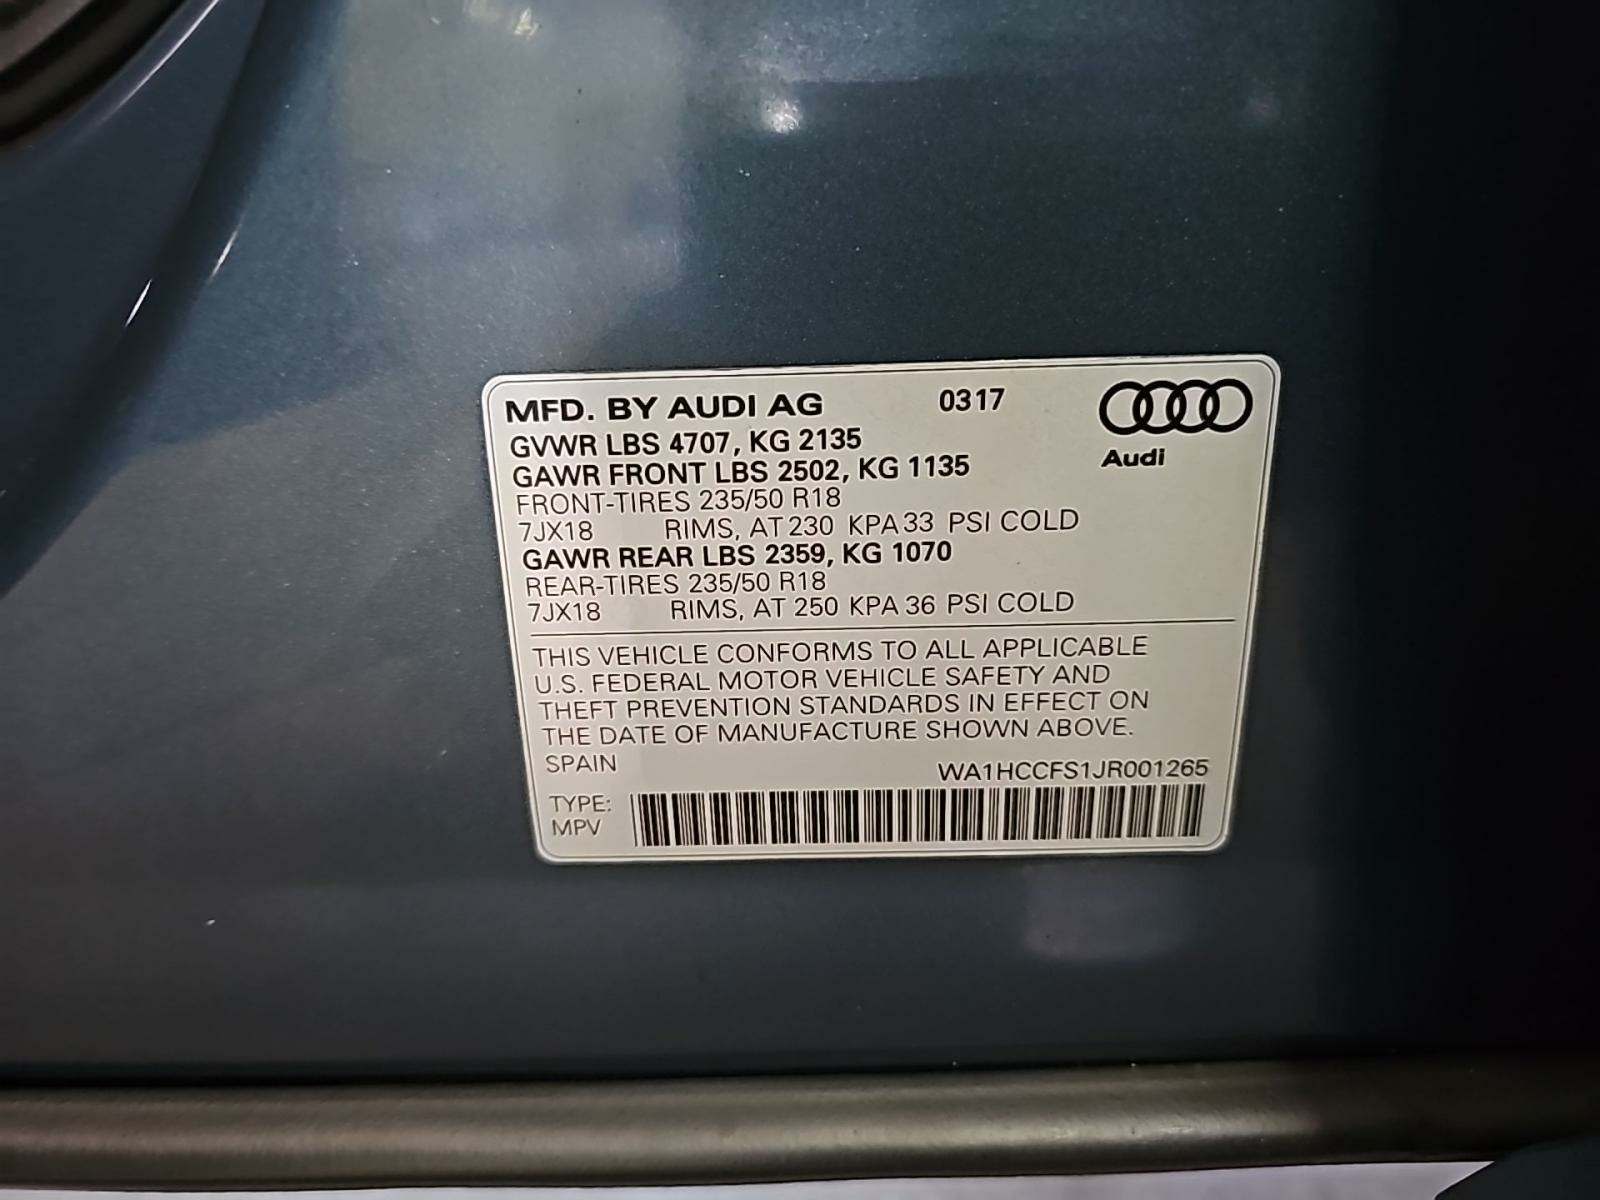 MFD. BY AUDI AG 0317
GVWR LBS 4707, KG 2135
GAWR FRONT LBS 2502, KG 1135
Audi
FRONT-TIRES 235/50 R18
7JX18 RIMS, AT 230 KPA 33 PSI COLD
GAWR REAR LBS 2359, KG 1070
REAR-TIRES 235/50 R18
7JX18 RIMS, AT 250 KPA 36 PSI COLD
THIS VEHICLE CONFORMS TO ALL APPLICABLE
U.S. FEDERAL MOTOR VEHICLE SAFETY AND
THEFT PREVENTION STANDARDS IN EFFECT ON
THE DATE OF MANUFACTURE SHOWN ABOVE.
SPAIN WA1HCCFS1JR001265
TYPE:
MPV